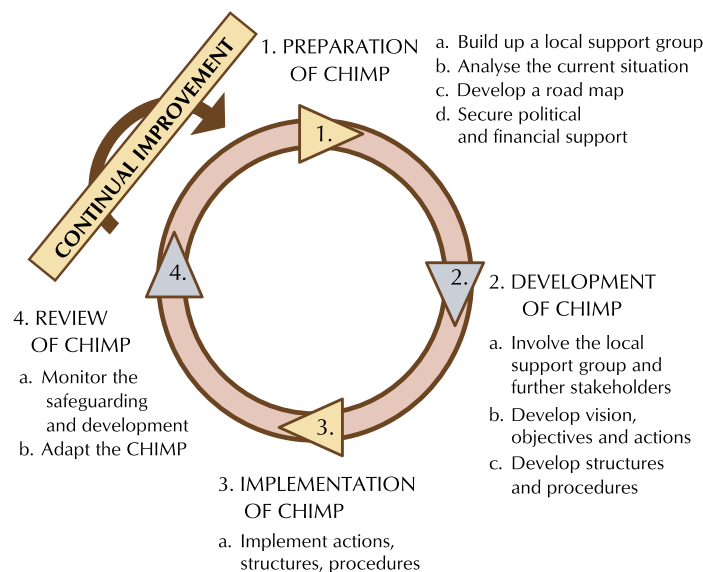 CONTINUAL IMPROVEMENT
1. PREPARATION
OF CHIMP
a. Build up a local support group
b. Analyse the current situation
c. Develop a road map
d. Secure political
and financial support
1.
2.
3.
4.
2. DEVELOPMENT
OF CHIMP
a. Involve the local
support group and
further stakeholders
b. Develop vision,
objectives and actions
c. Develop structures
and procedures
3. IMPLEMENTATION
OF CHIMP
a. Implement actions,
structures, procedures
4. REVIEW
OF CHIMP
a. Monitor the
safeguarding
and development
b. Adapt the CHIMP